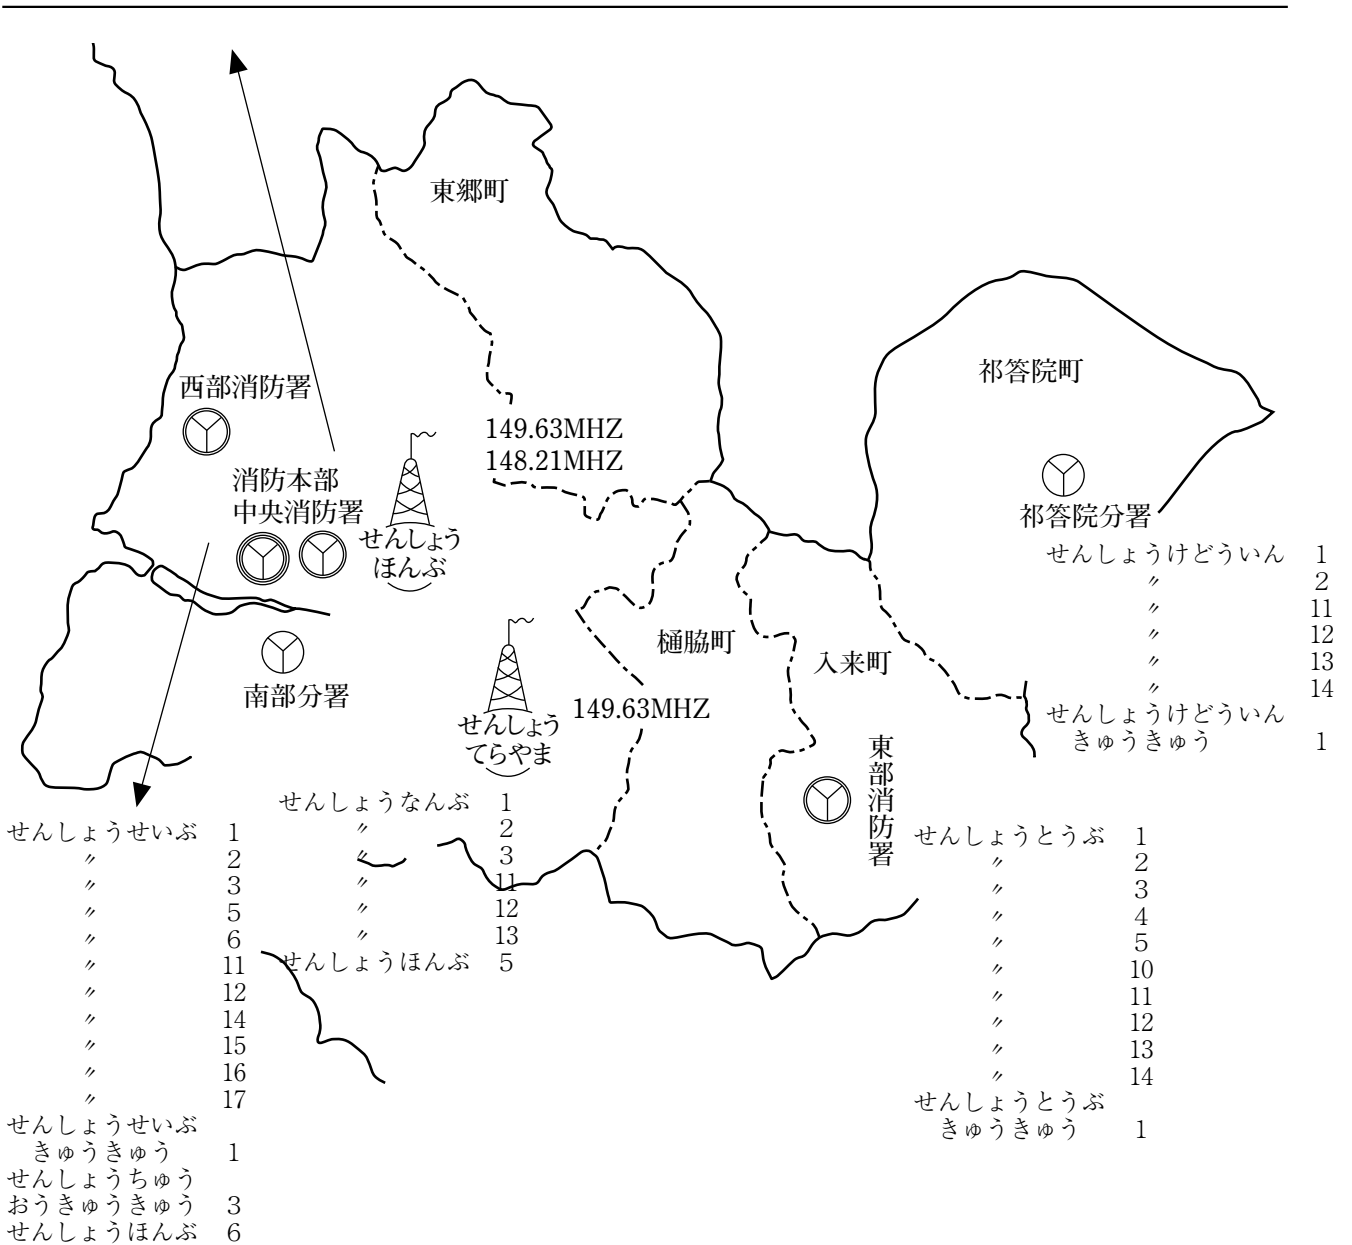 東郷町
祁答院町
西部消防署
149.63MHZ
148.21MHZ
消防本部
中央消防署
せんしょう
ほんぶ
祁答院分署
せんしょうけどういん 1
〃 2
〃 11
〃 12
〃 13
〃 14
せんしょうけどういん
きゅうきゅう 1
樋脇町
入来町
南部分署
149.63MHZ
せんしょう
てらやま
東部消防署
せんしょうなんぶ 1
〃 2
〃 3
〃 11
〃 12
〃 13
せんしょうほんぶ 5
せんしょうせいぶ 1
〃 2
〃 3
〃 5
〃 6
〃 11
〃 12
〃 14
〃 15
〃 16
〃 17
せんしょうせいぶ
きゅうきゅう 1
せんしょうちゅう
おうきゅうきゅう 3
せんしょうほんぶ 6
せんしょうとうぶ 1
〃 2
〃 3
〃 4
〃 5
〃 10
〃 11
〃 12
〃 13
〃 14
せんしょうとうぶ
きゅうきゅう 1